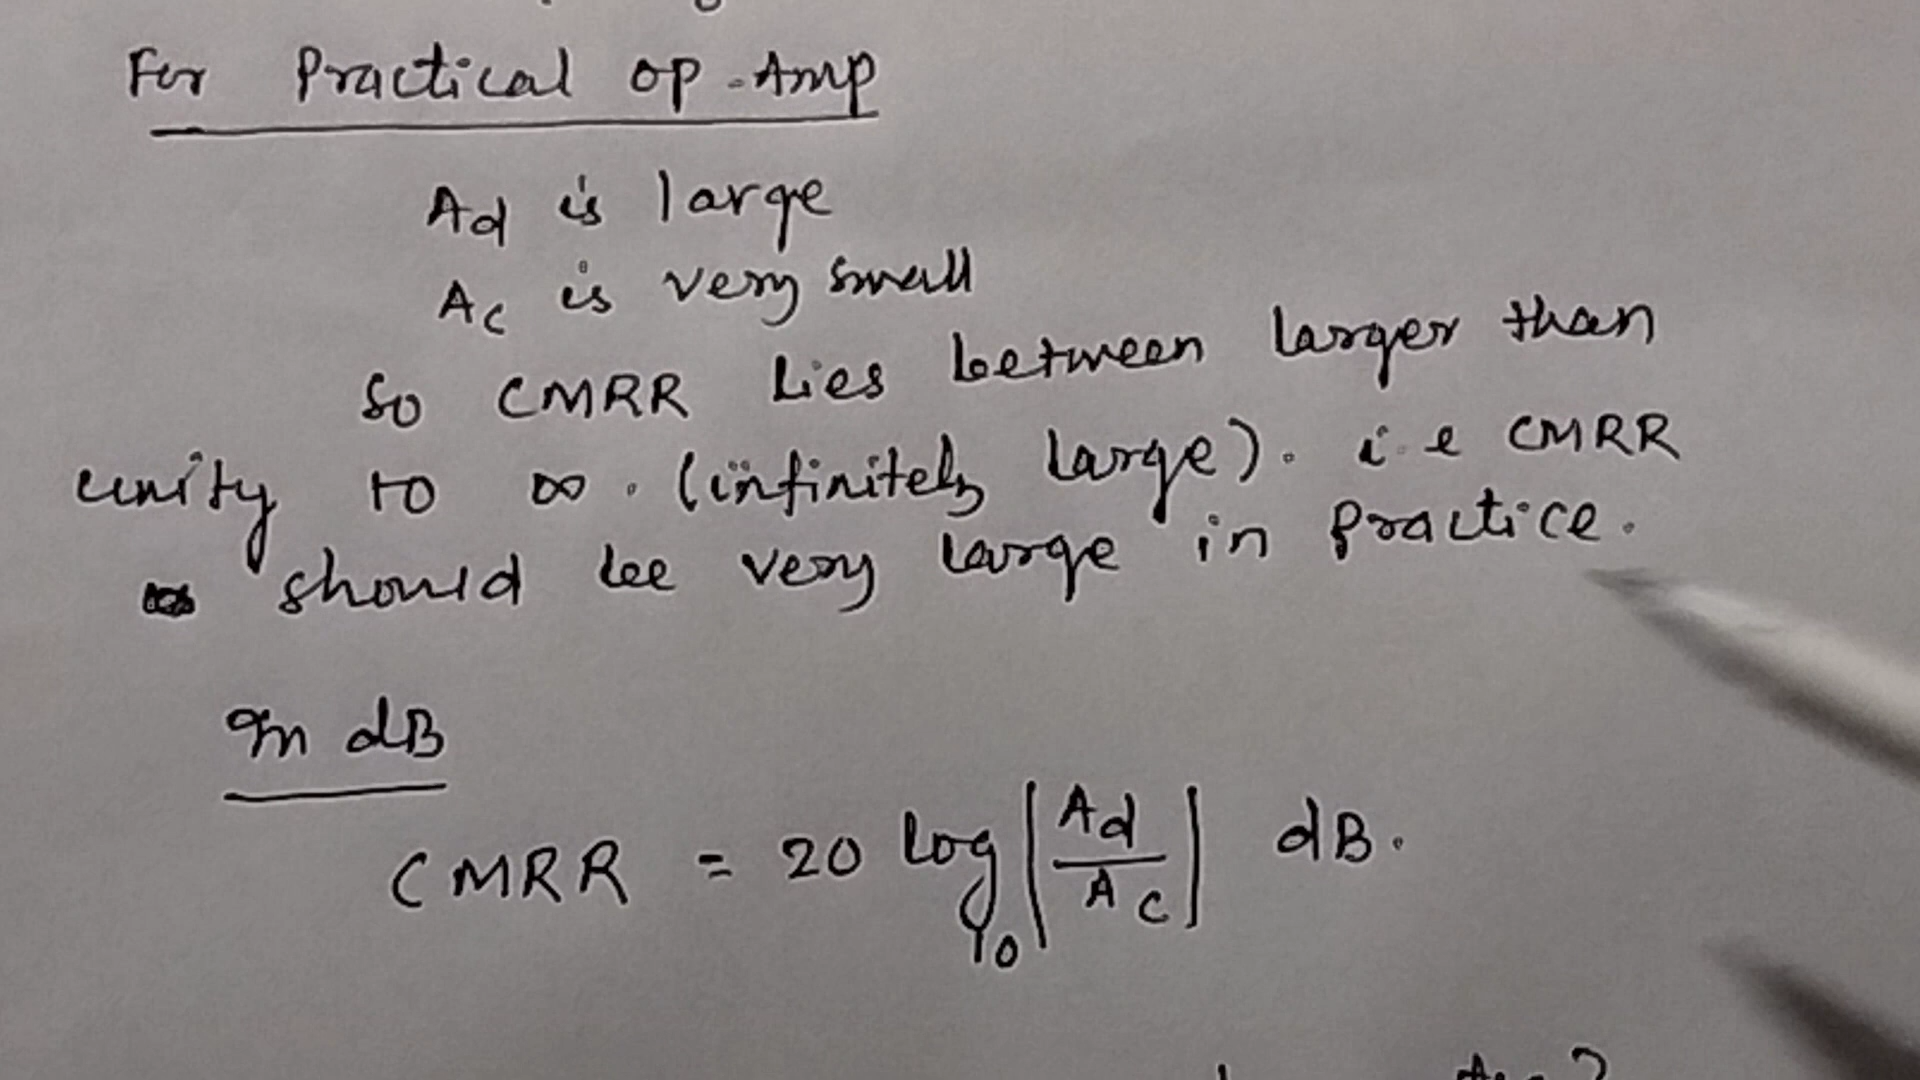 For Practical op-Amp
Ad is large
Ac is very small
So CMRR Lies between larger than
unity to ∞. (infinitely large). i.e CMRR
should be very large in practice.
In dB
CMRR = 20 log10 |Ad/Ac| dB.